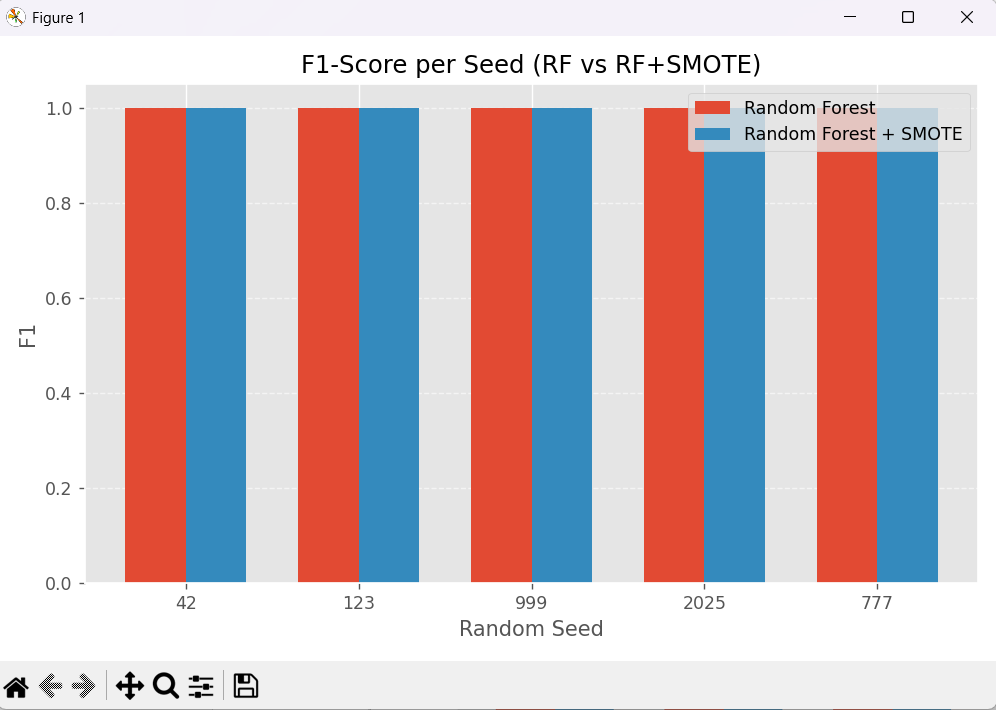 Figure 1
F1-Score per Seed (RF vs RF+SMOTE)
Random Forest
Random Forest + SMOTE
1.0
0.8
0.6
0.4
0.2
0.0
F1
42 123 999 2025 777
Random Seed